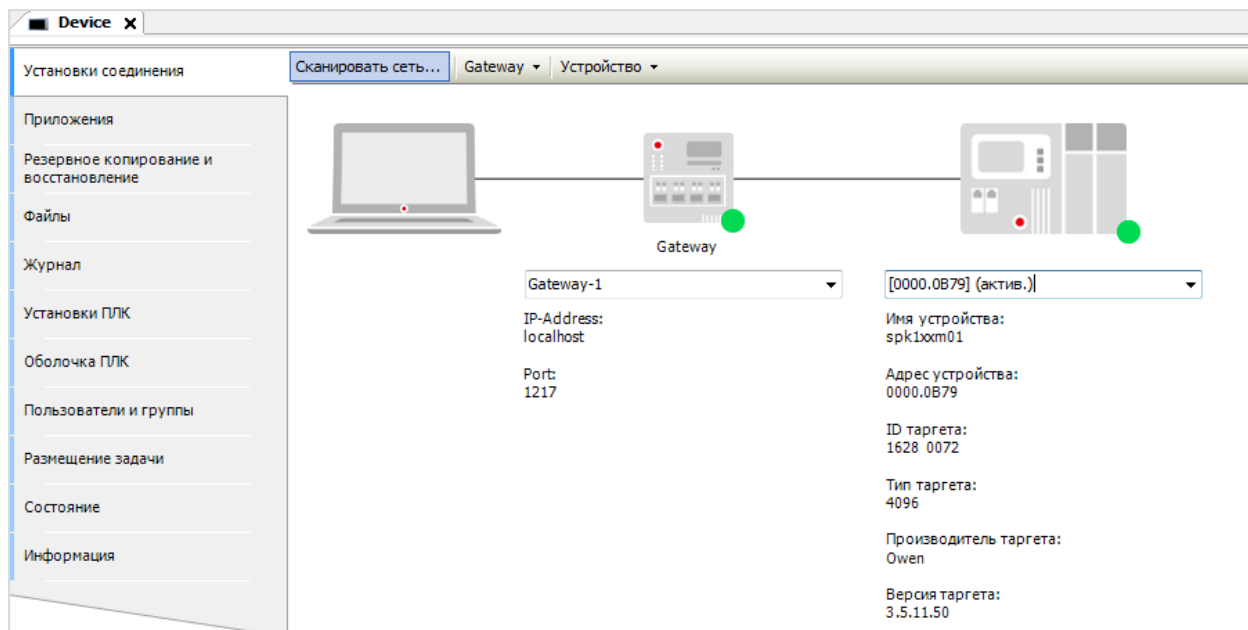 Device
Установки соединения
Приложения
Резервное копирование и
восстановление
Файлы
Журнал
Установки ПЛК
Оболочка ПЛК
Пользователи и группы
Размещение задачи
Состояние
Информация
Сканировать сеть... Gateway Устройство
Gateway
Gateway-1
IP-Address:
localhost
Port:
1217
[0000.0B79] (актив.)
Имя устройства:
spk1xxm01
Адрес устройства:
0000.0B79
ID таргета:
1628 0072
Тип таргета:
4096
Производитель таргета:
Owen
Версия таргета:
3.5.11.50